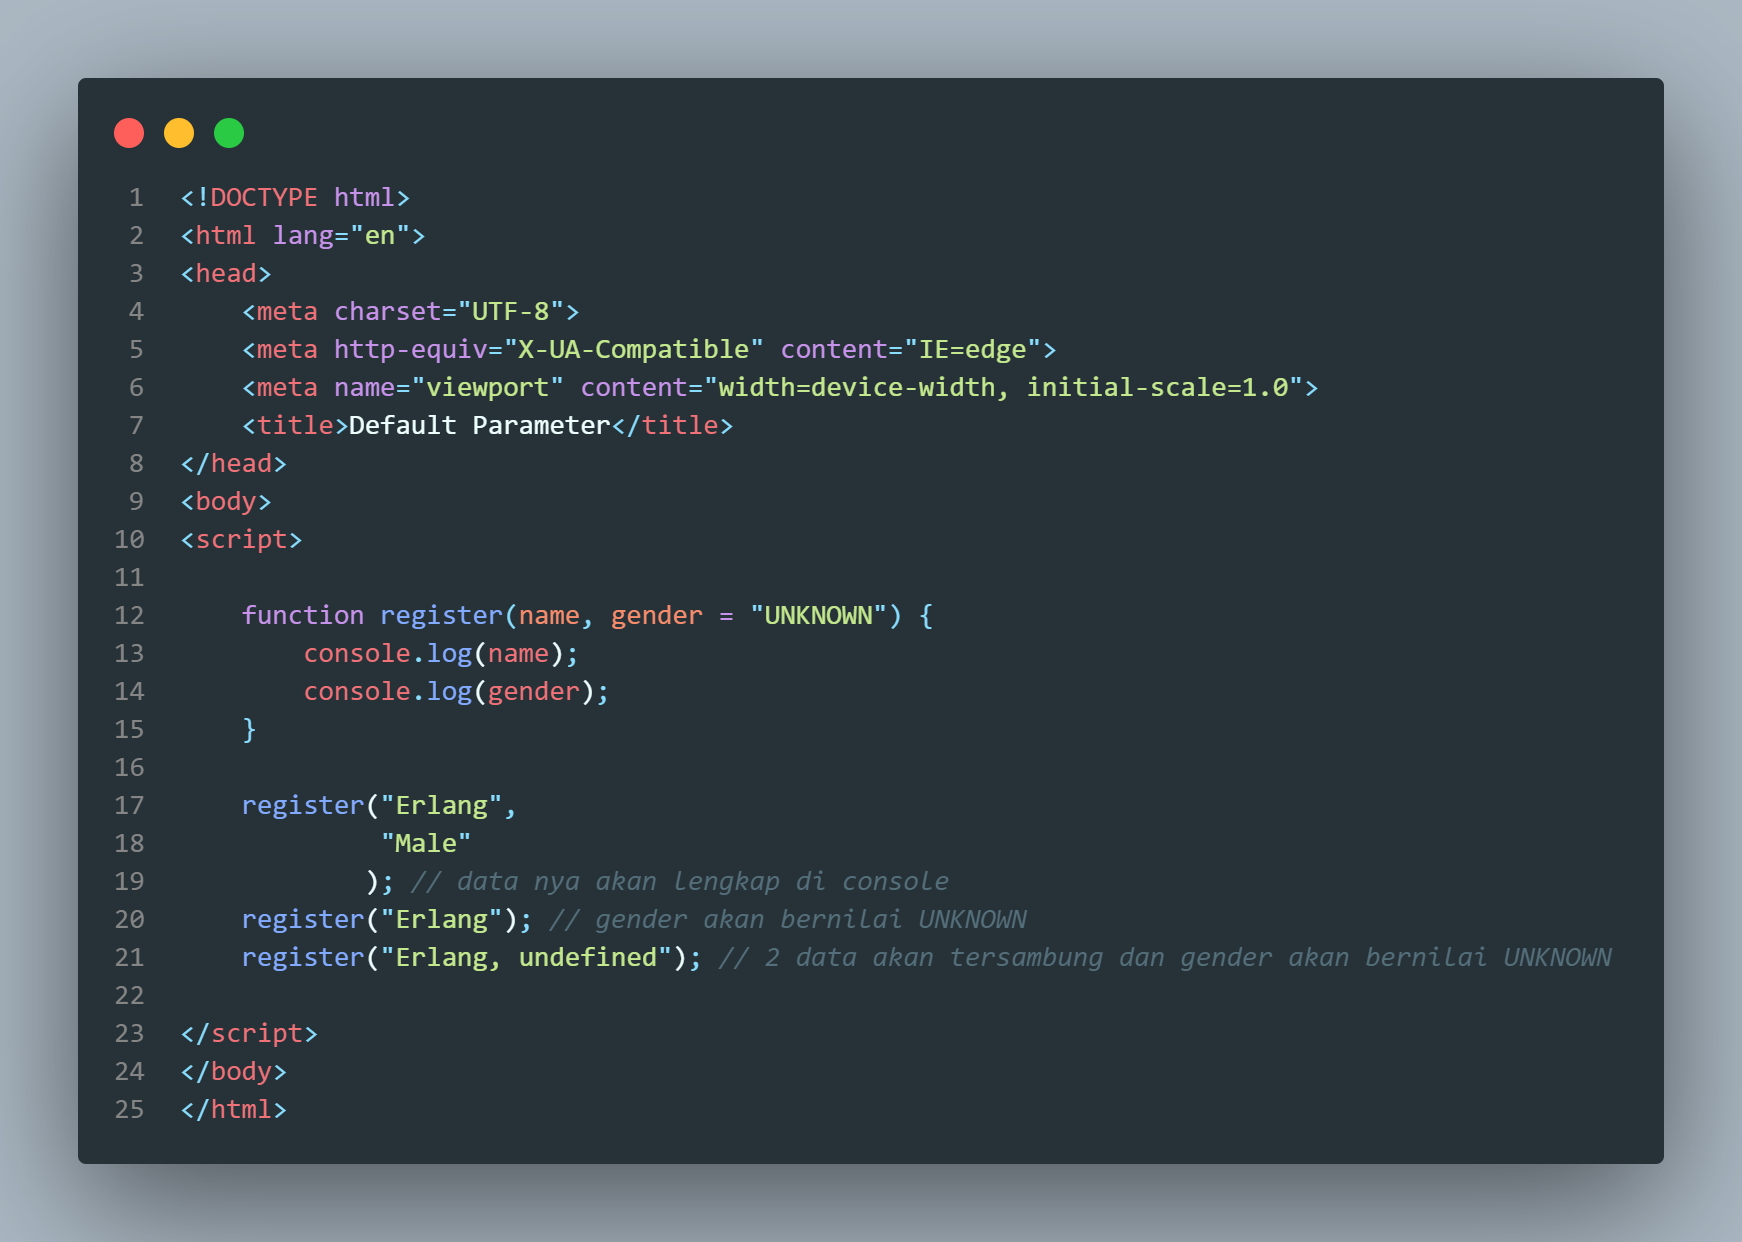 1 <!DOCTYPE html>
2 <html lang="en">
3 <head>
4     <meta charset="UTF-8">
5     <meta http-equiv="X-UA-Compatible" content="IE=edge">
6     <meta name="viewport" content="width=device-width, initial-scale=1.0">
7     <title>Default Parameter</title>
8 </head>
9 <body>
10 <script>
11
12     function register(name, gender = "UNKNOWN") {
13         console.log(name);
14         console.log(gender);
15     }
16
17     register("Erlang",
18              "Male"
19             ); // data nya akan lengkap di console
20     register("Erlang"); // gender akan bernilai UNKNOWN
21     register("Erlang, undefined"); // 2 data akan tersambung dan gender akan bernilai UNKNOWN
22
23 </script>
24 </body>
25 </html>